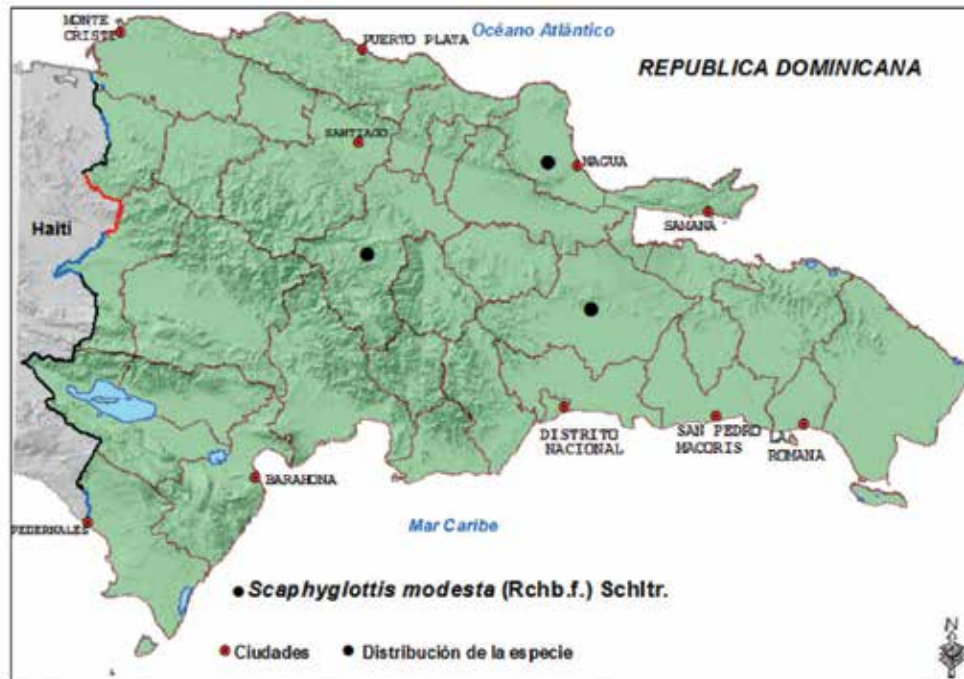 MONTE
CRISTI
PUERTO PLATA
Océano Atlántico
REPUBLICA DOMINICANA
SANTIAGO
NAGUA
SAMANA
Haiti
DISTRITO
NACIONAL
SAN PEDRO
MACORIS
LA
ROMANA
BARAHONA
PEDERNALES
Mar Caribe
Scaphyglottis modesta (Rchb.f.) Schltr.
Ciudades
Distribución de la especie
N